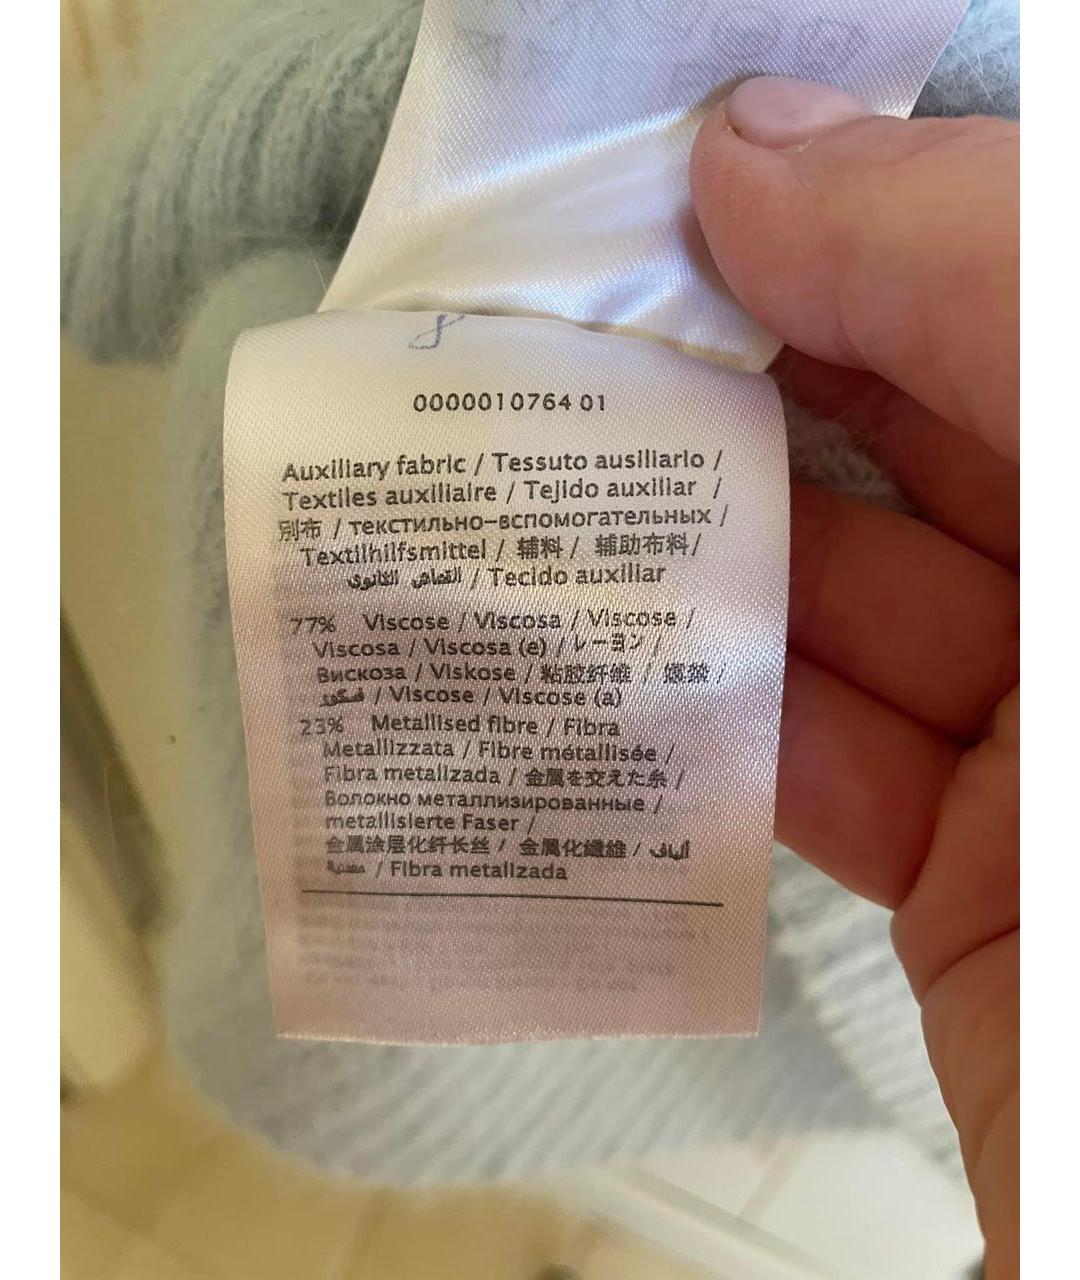 0000010764 01
Auxiliary fabric / Tessuto ausiliario /
Textiles auxiliaire / Tejido auxiliar /
別布 / текстильно-вспомогательных /
Textilhilfsmittel / 辅料 / 辅助布料/
القماش الثانوي / Tecido auxiliar
77% Viscose / Viscosa / Viscose /
Viscosa / Viscosa (e) / レーヨン /
Вискоза / Viskose / 粘胶纤维 / /
فسكوز / Viscose / Viscose (a)
23% Metallised fibre / Fibra
Metallizzata / Fibre métallisée /
Fibra metalizada / 金属を交えた糸 /
Волокно металлизированные /
metallisierte Faser /
金属涂层化纤长丝 / 金属化纖維 / ألياف
معدنية / Fibra metalizada